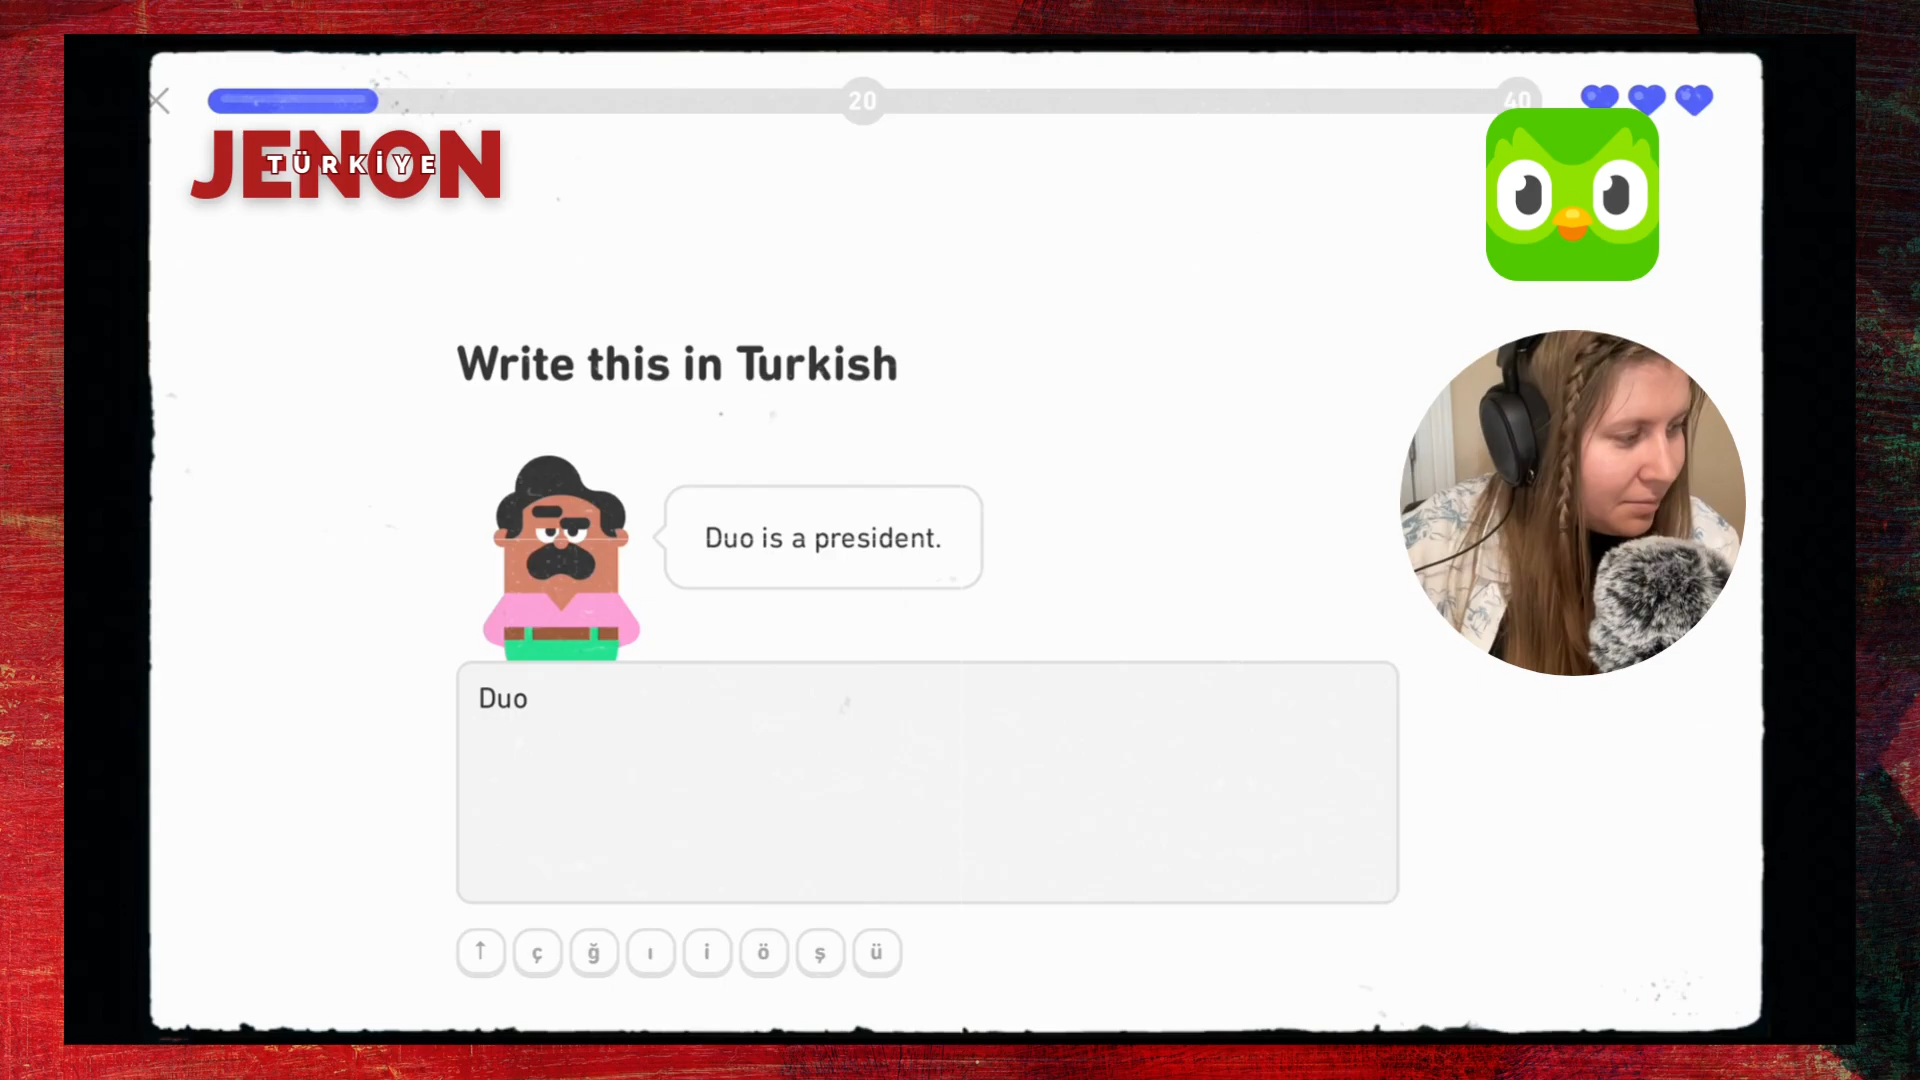 20
40
JENON
TÜRKİYE
Write this in Turkish
Duo is a president.
Duo
↑ ç ğ ı i ö ş ü